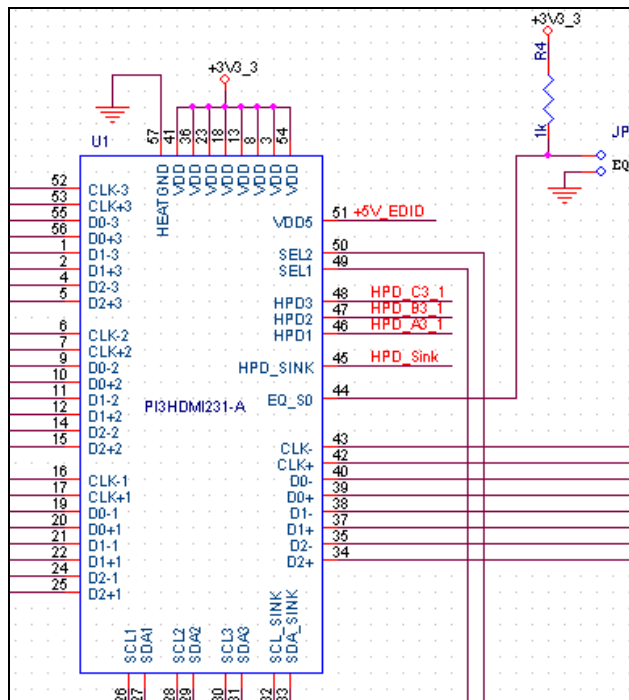 +3V3_3
R4
1k
JP
EQ
+3V3_3
U1
57 41 36 23 18 13 8 3 54
HEATGND VDD VDD VDD VDD VDD VDD VDD VDD
52 CLK-3
53 CLK+3
55 D0-3
56 D0+3
1 D1-3
2 D1+3
4 D2-3
5 D2+3
6 CLK-2
7 CLK+2
9 D0-2
10 D0+2
11 D1-2
12 D1+2
14 D2-2
15 D2+2
16 CLK-1
17 CLK+1
19 D0-1
20 D0+1
21 D1-1
22 D1+1
24 D2-1
25 D2+1
PI3HDMI231-A
VDD5 51 +5V_EDID
SEL2 50
SEL1 49
HPD3 48 HPD_C3_1
HPD2 47 HPD_B3_1
HPD1 46 HPD_A3_1
HPD_SINK 45 HPD_Sink
EQ_S0 44
CLK- 43
CLK+ 42
D0- 40
D0+ 39
D1- 38
D1+ 37
D2- 35
D2+ 34
SCL1 SDA1 SCL2 SDA2 SCL3 SDA3 SCL_SINK SDA_SINK
26 27 28 29 30 31 32 33